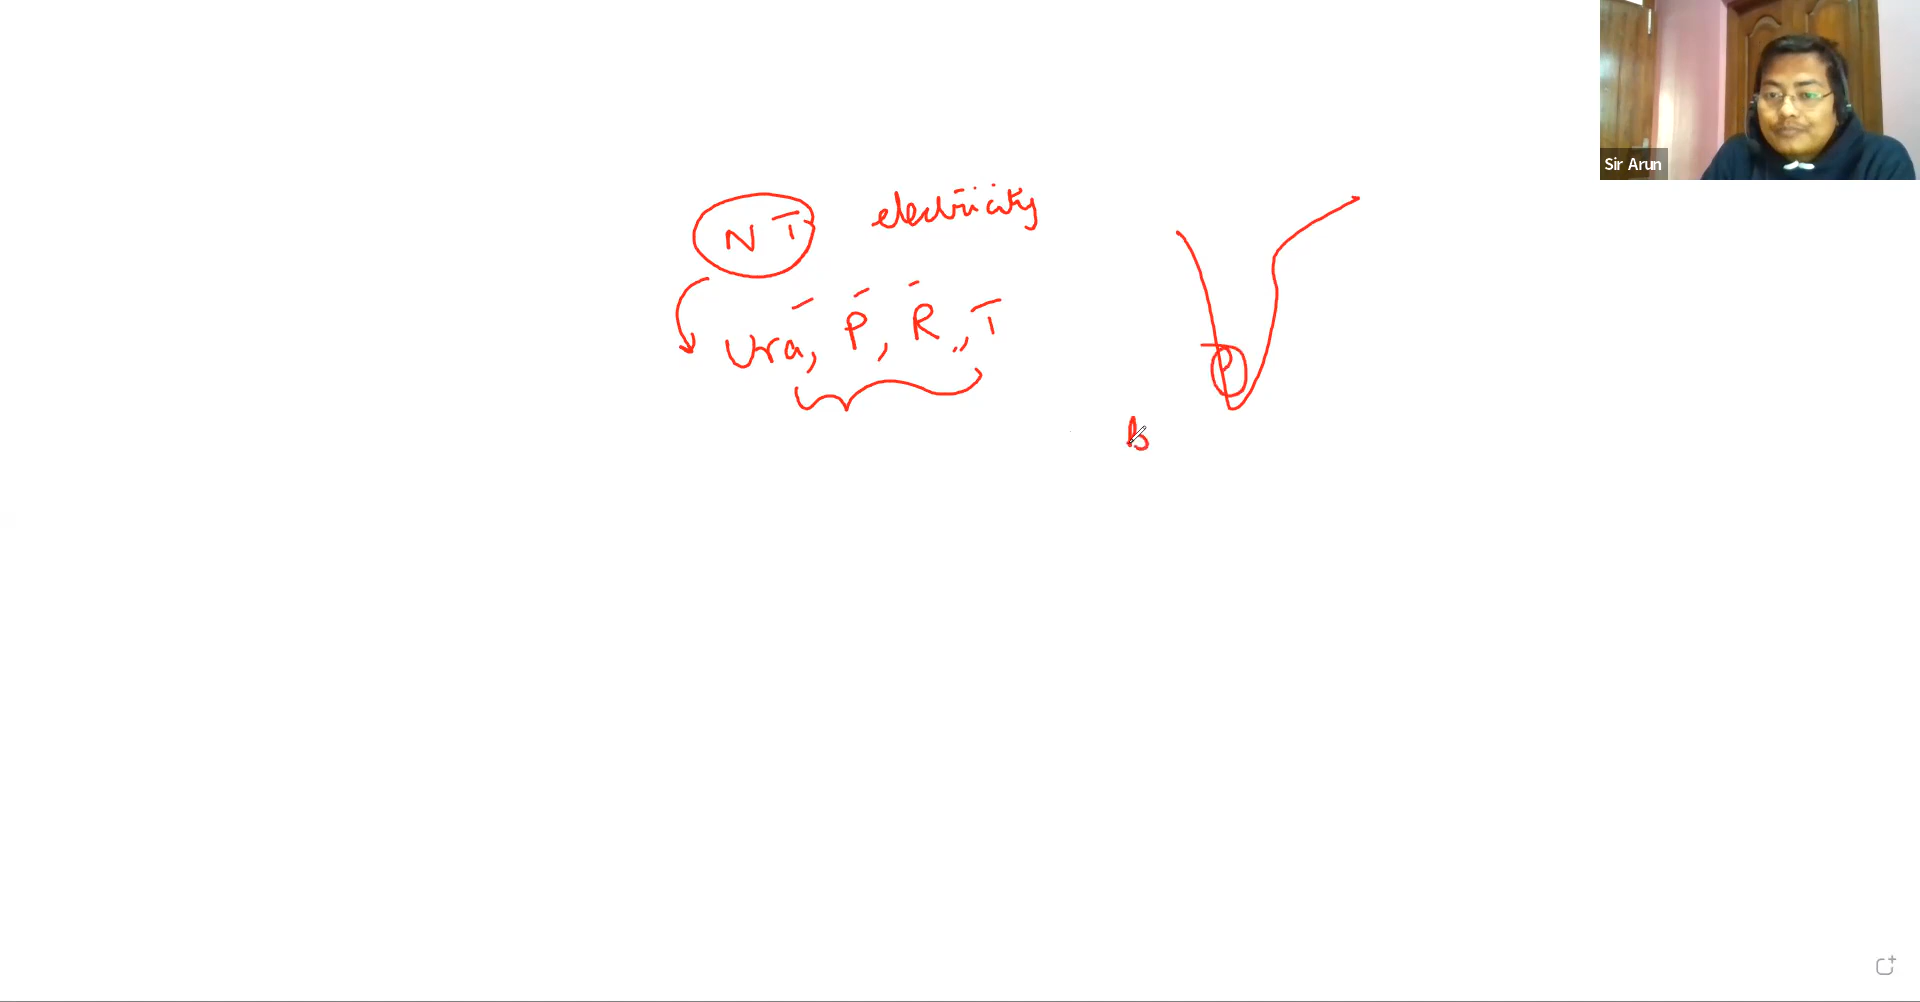 Sir Arun
NT electricity
Ura, P, R, T
P